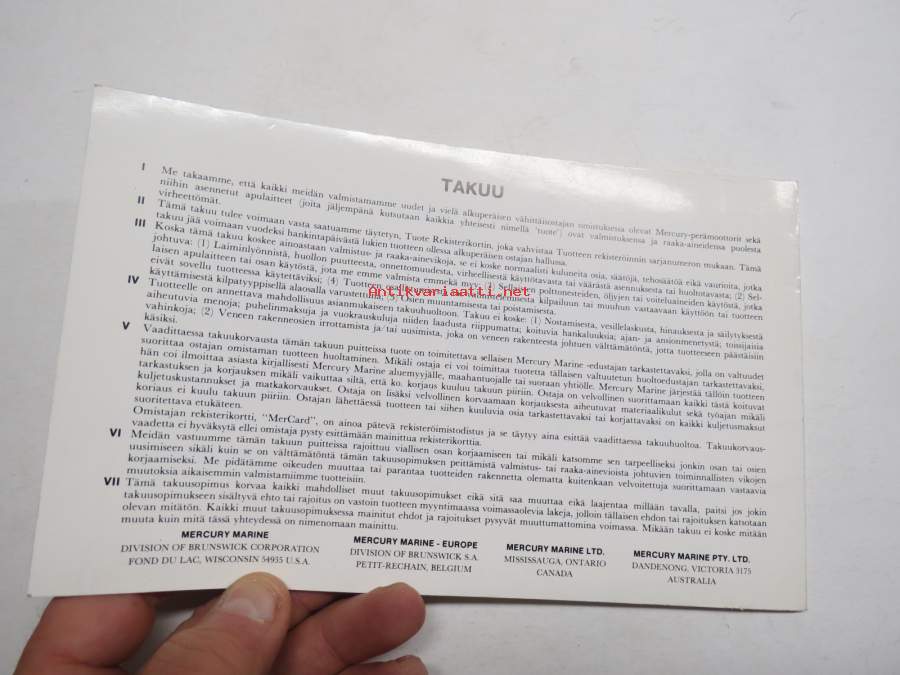 TAKUU
I Me takaamme, että kaikki meidän valmistamamme uudet ja vielä alkuperäisen vähittäisostajan omistuksessa olevat Mercury-perämoottorit sekä
niihin asennetut apulaitteet (joita jäljempänä kutsutaan kaikkia yhteisesti nimellä 'tuote') ovat valmistuksensa ja raaka-aineidensa puolesta
virheettömät.
II Tämä takuu tulee voimaan vasta saatuamme täytetyn, Tuote Rekisterikortin, joka vahvistaa Tuotteen rekisteröinnin sarjanumeron mukaan. Tämä
takuu jää voimaan vuodeksi hankintapäivästä lukien tuotteen ollessa alkuperäisen ostajan hallussa.
III Koska tämä takuu koskee ainoastaan valmistus- ja raaka-ainevikoja, se ei koske normaalisti kuluneita osia, säätöjä, tehosäätöä eikä vaurioita, jotka
johtuva: (1) Laiminlyönnistä, huollon puutteesta, onnettomuudesta, virheellisestä käyttötavasta tai väärästä asennuksesta tai huoltotavasta; (2) Sel-
laisen apulaitteen tai osan käytöstä, jota me emme valmista emmekä myy; (3) Sellaisten polttonesteiden, öljyjen tai voiteluaineiden käytöstä, jotka
eivät sovellu tuotteessa käytettäviksi; (4) Tuotteen osallistumisesta tai valmistamisesta kilpailuun tai muuhun vastaavaan käyttöön tai tuotteen
käyttämisestä kilpatyyppisellä alaosalla varustettuna; (5) Osien muuntamisesta tai poistamisesta.
IV Tuotteelle on annettava mahdollisuus asianmukaiseen takuuhuoltoon. Takuu ei koske: (1) Nostamisesta, vesillelaskusta, hinauksesta ja säilytyksestä
aiheutuvia menoja; puhelinmaksuja ja vuokrauskuluja niiden laadusta riippumatta; koituvia hankaluuksia; ajan- ja ansionmenetystä; toinisijaisia
vahinkoja; (2) Veneen rakenneosien irrottamista ja/tai uusimista, joka on veneen rakenteesta johtuen välttämätöntä, jotta tuotteeseen päästäisiin
käsiksi.
V Vaadittaessa takuukorvausta tämän takuun puitteissa tuote on toimitettava sellaisen Mercury Marine -edustajan tarkastettavaksi, jolla on valtuudet
suorittaa ostajan omistaman tuotteen huoltaminen. Mikäli ostaja ei voi toimittaa tuotetta tällaisen valtuutetun huoltoedustajan tarkastettavaksi,
hän coi ilmoittaa asiasta kirjallisesti Mercury Marine aluemyyjälle, maahantuojalle tai suoraan yhtiölle. Mercury Marine järjestää tällöin tuotteen
tarkastuksen ja korjauksen mikäli vaikuttaa siltä, että ko. korjaus kuuluu takuun piiriin. Ostaja on velvollinen suorittamaan kaikki tästä koituvat
kuljetuskustannukset ja matkakorvaukset. Ostaja on lisäksi velvollinen korvaamaan korjauksesta aiheutuvat materiaalikulut sekä työajan mikäli
korjaus ei kuulu takuun piiriin. Ostajan lähettäessä tuotteen tai siihen kuuluvia osia tarkastettavaksi tai korjattavaksi on kaikki kuljetusmaksut
suoritettava etukäteen.
Omistajan rekisterikortti, "MerCard", on ainoa pätevä rekisteröimistodistus ja se täytyy aina esittää vaadittaessa takuuhuoltoa. Takuukorvaus-
vaadetta ei hyväksytä ellei omistaja pysty esittämään mainittua rekisterikorttia.
VI Meidän vastuumme tämän takuun puitteissa rajoittuu viallisen osan korjaamiseen tai mikäli katsomme sen tarpeelliseksi jonkin osan tai osien
uusimiseen sikäli kuin se on välttämätöntä tämän takuusopimuksen peittämistä valmistus- tai raaka-ainevioista johtuvien toiminnallisten vikojen
korjaamiseksi. Me pidätämme oikeuden muuttaa tai parantaa tuotteiden rakennetta olematta kuitenkaan velvoitettuja suorittamaan vastaavia
muutoksia aikaisemmin valmistamiimme tuotteisiin.
VII Tämä takuusopimus korvaa kaikki mahdolliset muut takuusopimukset eikä sitä saa muuttaa eikä laajentaa millään tavalla, paitsi jos jokin
takuusopimukseen sisältyvä ehto tai rajoitus on vastoin tuotteen myyntimaassa voimassaolevia lakeja, jolloin tällaisen ehdon tai rajoituksen katsotaan
olevan mitätön. Kaikki muut takuusopimuksessa mainitut ehdot ja rajoitukset pysyvät muuttumattomina voimassa. Mikään takuu ei koske mitään
muuta kuin mitä tässä yhteydessä on nimenomaan mainittu.
MERCURY MARINE
DIVISION OF BRUNSWICK CORPORATION
FOND DU LAC, WISCONSIN 54935 U.S.A.
MERCURY MARINE - EUROPE
DIVISION OF BRUNSWICK S.A.
PETIT-RECHAIN, BELGIUM
MERCURY MARINE LTD.
MISSISSAUGA, ONTARIO
CANADA
MERCURY MARINE PTY. LTD.
DANDENONG, VICTORIA 3175
AUSTRALIA
Antikvariaatti.net